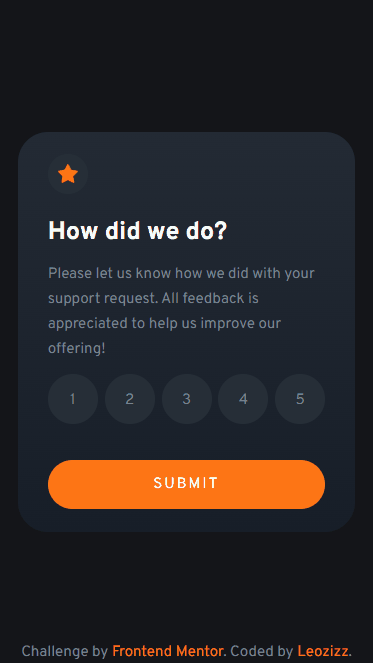 How did we do?
Please let us know how we did with your
support request. All feedback is
appreciated to help us improve our
offering!
1 2 3 4 5
SUBMIT
Challenge by Frontend Mentor. Coded by Leozizz.